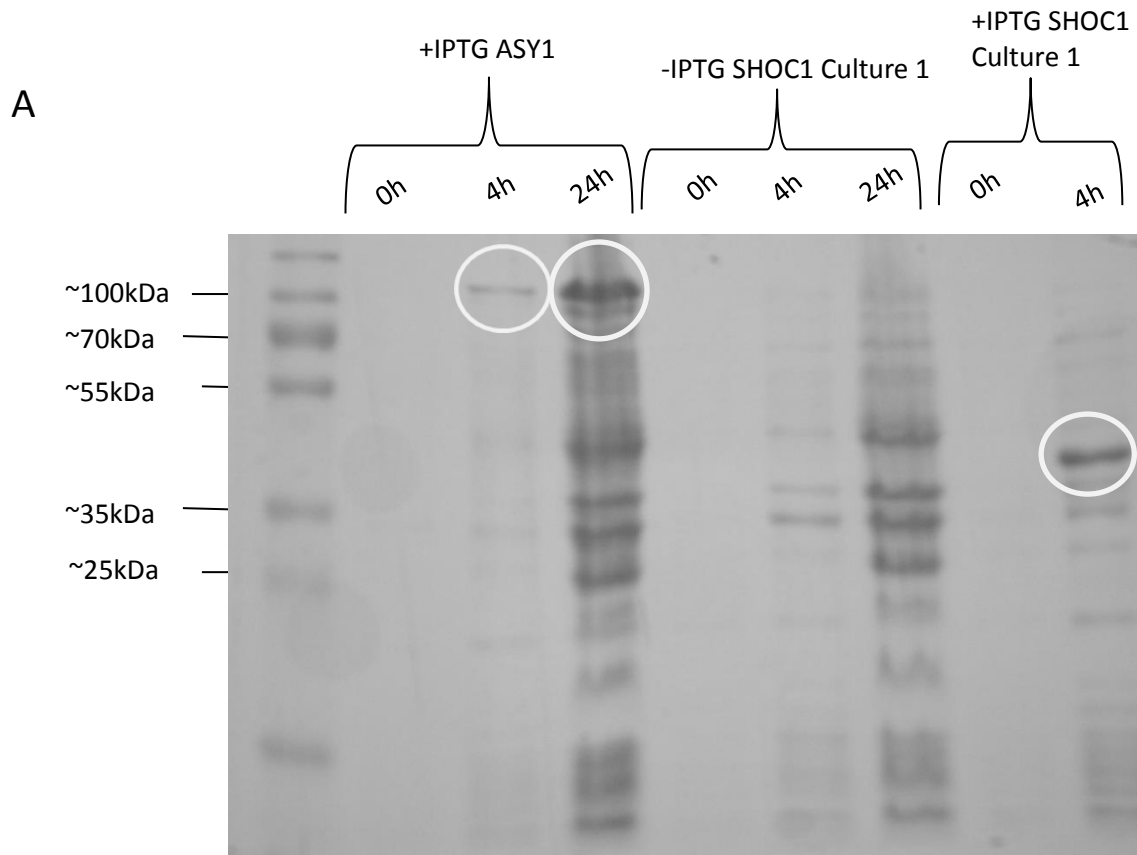 +IPTG SHOC1
Culture 1
+IPTG ASY1
-IPTG SHOC1 Culture 1
A
0h
4h
24h
0h
4h
24h
0h
4h
~100kDa
~70kDa
~55kDa
~35kDa
~25kDa